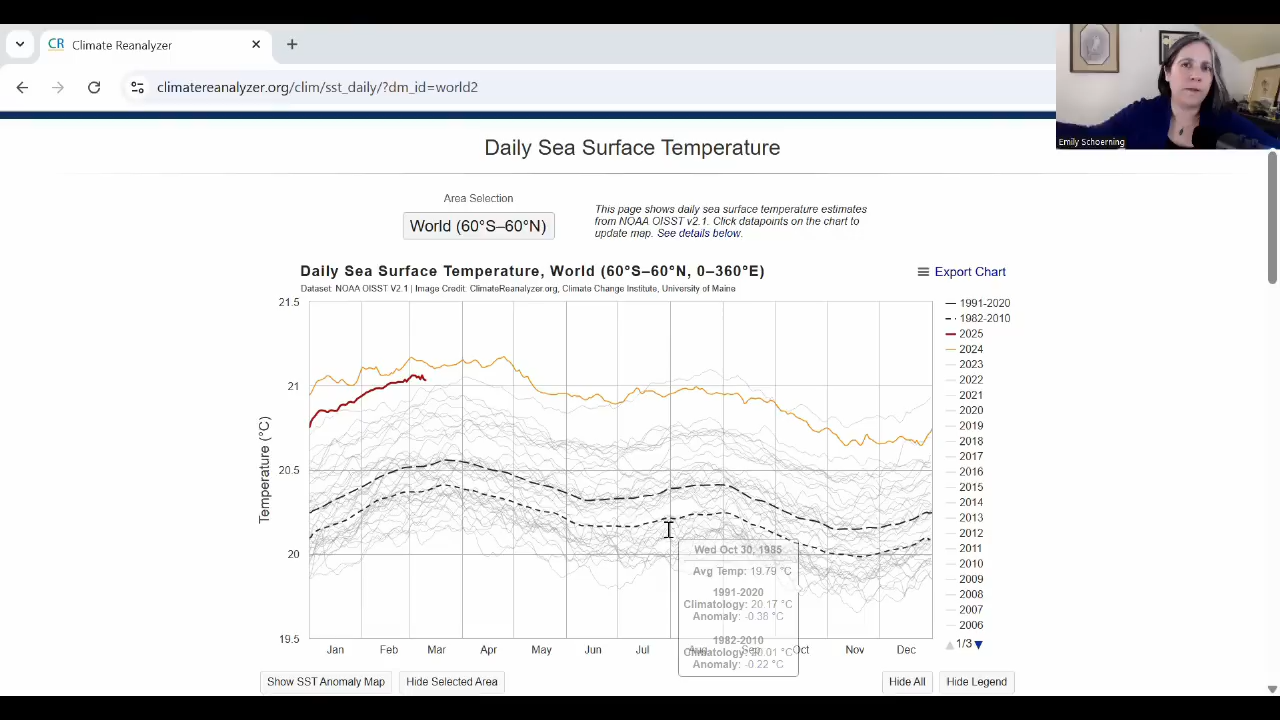 Climate Reanalyzer
climatereanalyzer.org/clim/sst_daily/?dm_id=world2
Emily Schoerning
Daily Sea Surface Temperature
Area Selection
World (60°S–60°N)
This page shows daily sea surface temperature estimates
from NOAA OISST v2.1. Click datapoints on the chart to
update map. See details below.
Daily Sea Surface Temperature, World (60°S–60°N, 0–360°E)
Export Chart
Dataset: NOAA OISST V2.1 | Image Credit: ClimateReanalyzer.org, Climate Change Institute, University of Maine
21.5
21
20.5
20
19.5
Temperature (°C)
Jan
Feb
Mar
Apr
May
Jun
Jul
Aug
Sep
Oct
Nov
Dec
Wed Oct 30, 1985
Avg Temp: 19.79 °C
1991-2020
Climatology: 20.17 °C
Anomaly: -0.38 °C
1982-2010
Climatology: 20.01 °C
Anomaly: -0.22 °C
1991-2020
1982-2010
2025
2024
2023
2022
2021
2020
2019
2018
2017
2016
2015
2014
2013
2012
2011
2010
2009
2008
2007
2006
1/3
Show SST Anomaly Map
Hide Selected Area
Hide All
Hide Legend